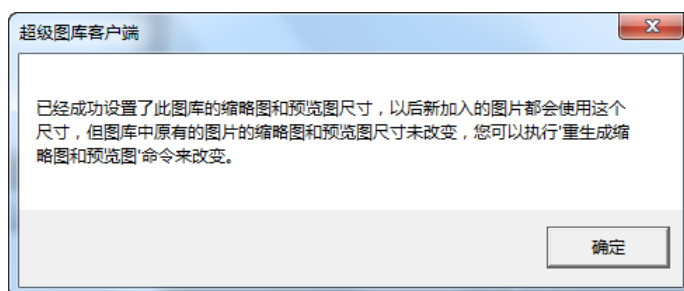 超级图库客户端
已经成功设置了此图库的缩略图和预览图尺寸，以后新加入的图片都会使用这个
尺寸，但图库中原有的图片的缩略图和预览图尺寸未改变，您可以执行'重生成缩
略图和预览图'命令来改变。
确定